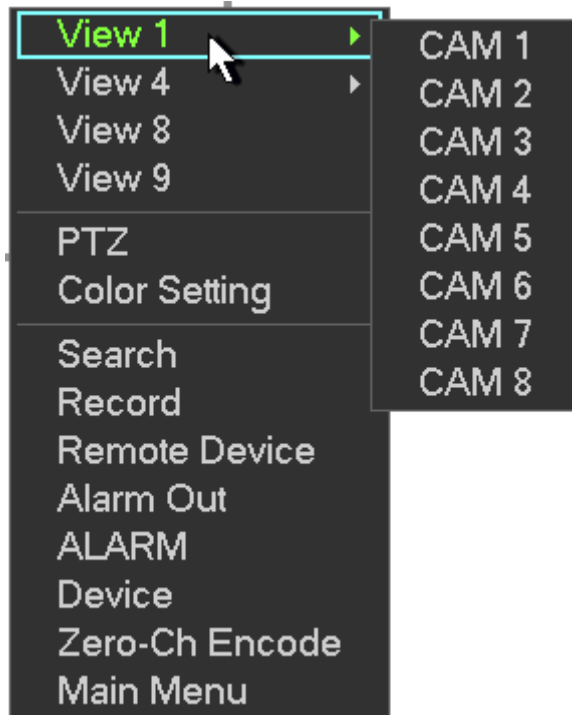 View 1
View 4
View 8
View 9
PTZ
Color Setting
Search
Record
Remote Device
Alarm Out
ALARM
Device
Zero-Ch Encode
Main Menu
CAM 1
CAM 2
CAM 3
CAM 4
CAM 5
CAM 6
CAM 7
CAM 8